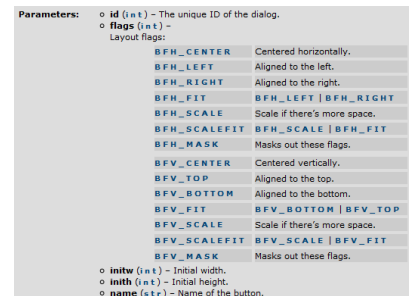 Parameters:
id (int) – The unique ID of the dialog.
flags (int) –
Layout flags:
BFH_CENTER Centered horizontally.
BFH_LEFT Aligned to the left.
BFH_RIGHT Aligned to the right.
BFH_FIT BFH_LEFT | BFH_RIGHT
BFH_SCALE Scale if there's more space.
BFH_SCALEFIT BFH_SCALE | BFH_FIT
BFH_MASK Masks out these flags.
BFV_CENTER Centered vertically.
BFV_TOP Aligned to the top.
BFV_BOTTOM Aligned to the bottom.
BFV_FIT BFV_BOTTOM | BFV_TOP
BFV_SCALE Scale if there's more space.
BFV_SCALEFIT BFV_SCALE | BFV_FIT
BFV_MASK Masks out these flags.
initw (int) – Initial width.
inith (int) – Initial height.
name (str) – Name of the button.